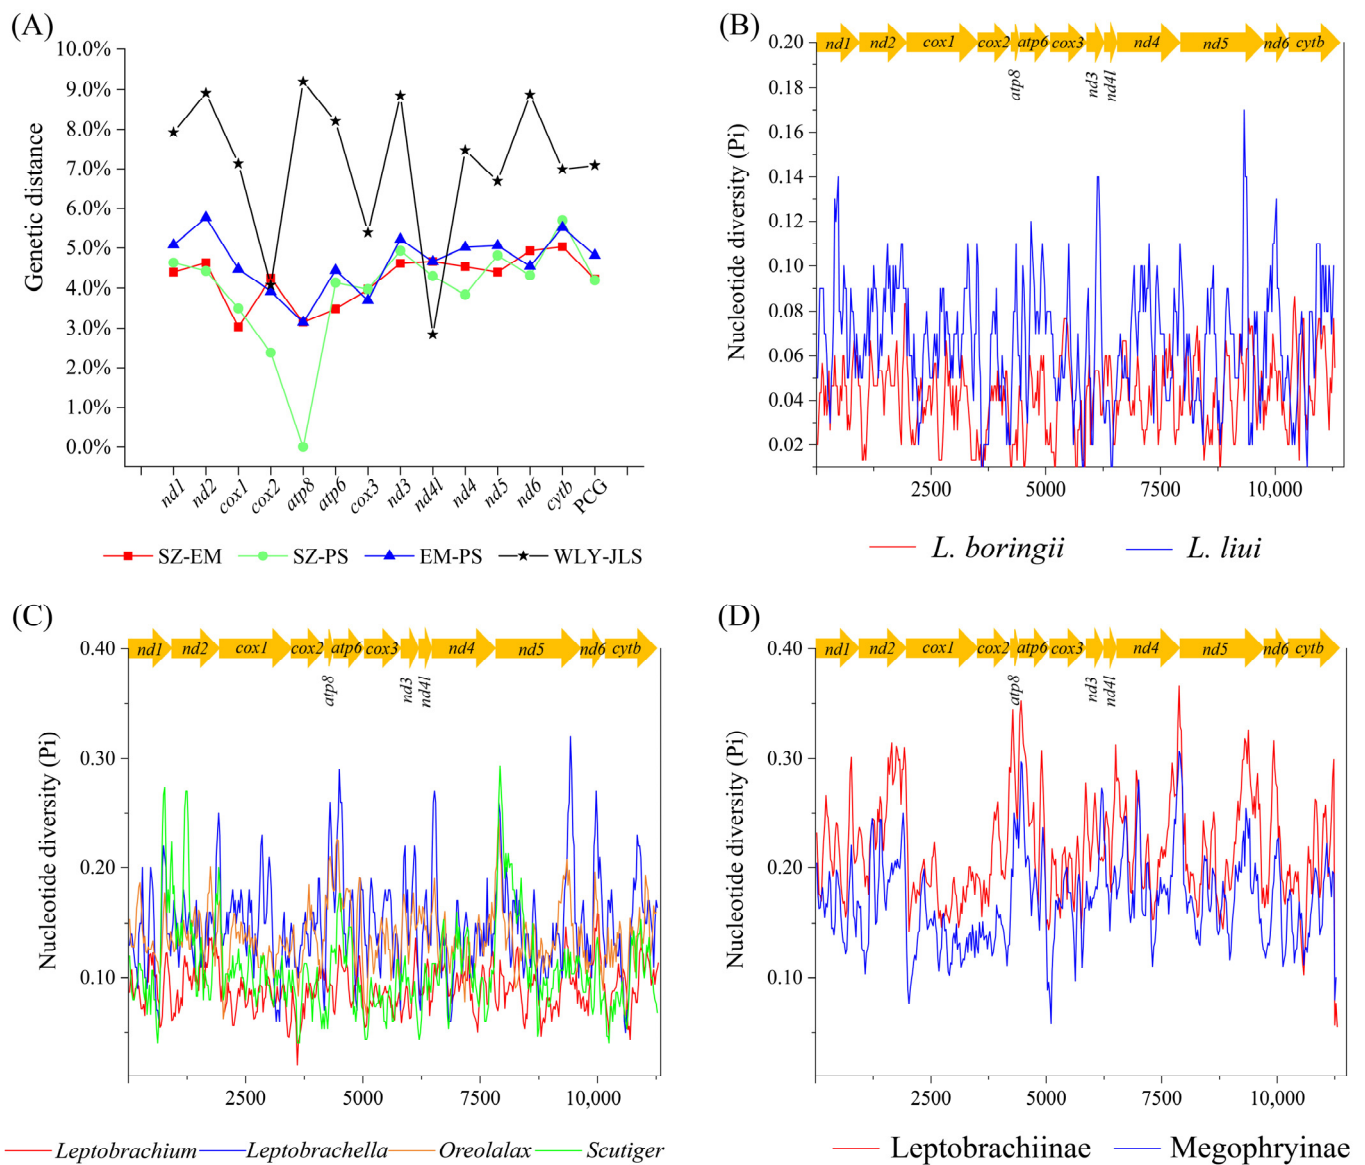 (A)
10.0%
9.0%
8.0%
7.0%
6.0%
5.0%
4.0%
3.0%
2.0%
1.0%
0.0%
Genetic distance
nd1 nd2 cox1 cox2 atp8 atp6 cox3 nd3 nd4l nd4 nd5 nd6 cytb PCG
SZ-EM SZ-PS EM-PS WLY-JLS
(B)
nd1 nd2 cox1 cox2 atp6 cox3 nd4 nd5 nd6 cytb
atp8 nd3 nd4l
0.20
0.18
0.16
0.14
0.12
0.10
0.08
0.06
0.04
0.02
Nucleotide diversity (Pi)
2500 5000 7500 10,000
L. boringii L. liui
(C)
nd1 nd2 cox1 cox2 atp6 cox3 nd4 nd5 nd6 cytb
atp8 nd3 nd4l
0.40
0.30
0.20
0.10
Nucleotide diversity (Pi)
2500 5000 7500 10,000
Leptobrachium Leptobrachella Oreolalax Scutiger
(D)
nd1 nd2 cox1 cox2 atp6 cox3 nd4 nd5 nd6 cytb
atp8 nd3 nd4l
0.40
0.30
0.20
0.10
Nucleotide diversity (Pi)
2500 5000 7500 10,000
Leptobrachiinae Megophryinae